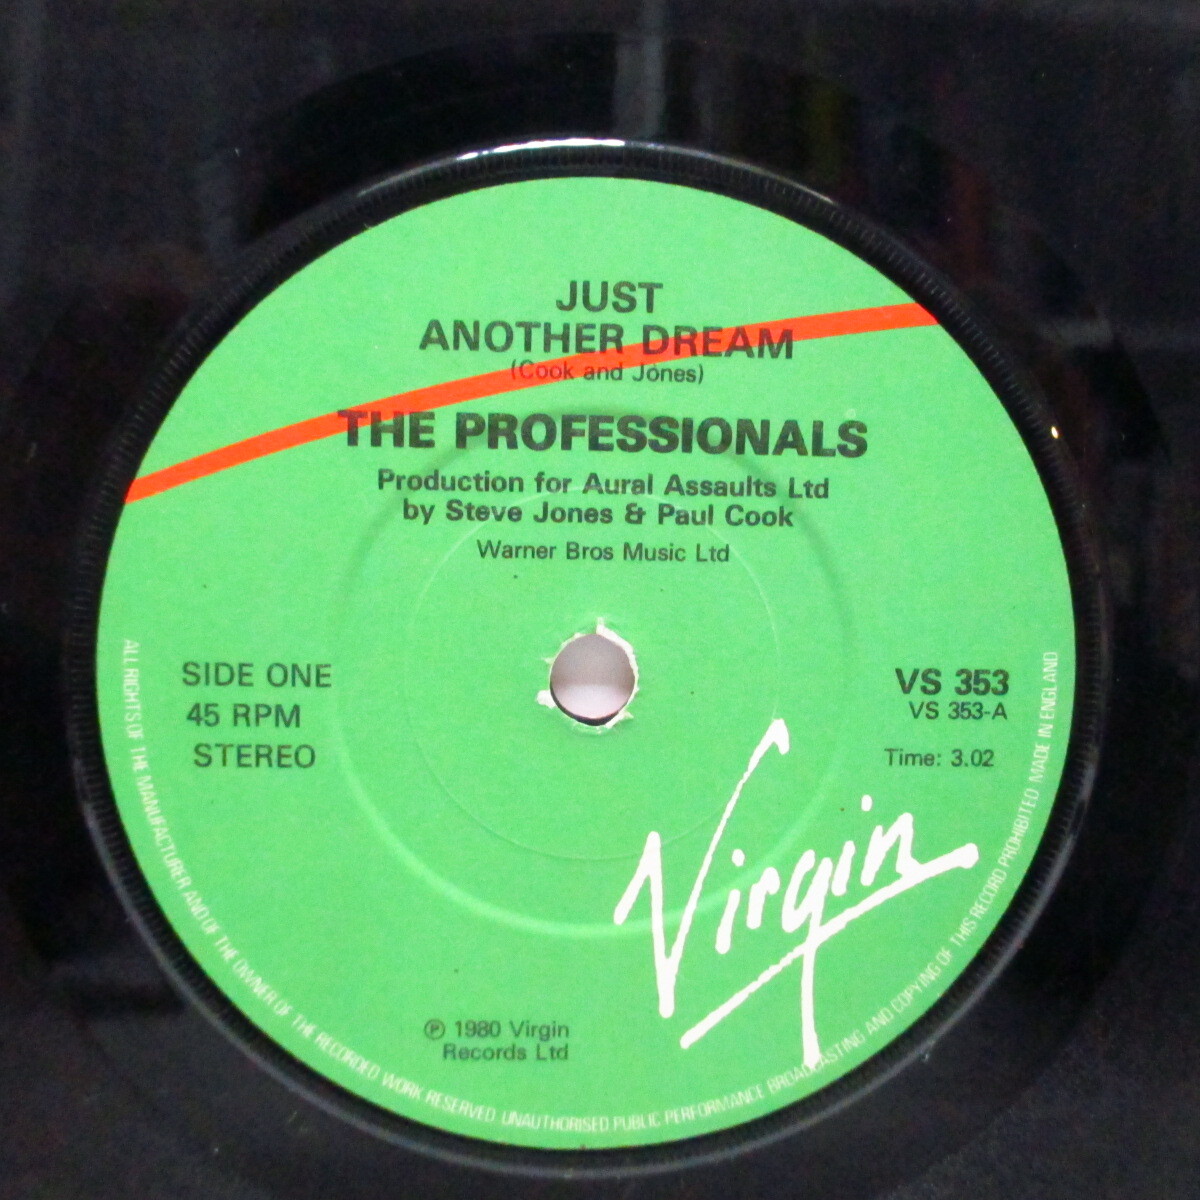 JUST
ANOTHER DREAM
(Cook and Jones)
THE PROFESSIONALS
Production for Aural Assaults Ltd
by Steve Jones & Paul Cook
Warner Bros Music Ltd
SIDE ONE
45 RPM
STEREO
VS 353
VS 353-A
Time: 3.02
Virgin
℗ 1980 Virgin
Records Ltd
ALL RIGHTS OF THE MANUFACTURER AND OF THE OWNER OF THE RECORDED WORK RESERVED UNAUTHORISED PUBLIC PERFORMANCE BROADCASTING AND COPYING OF THIS RECORD PROHIBITED MADE IN ENGLAND